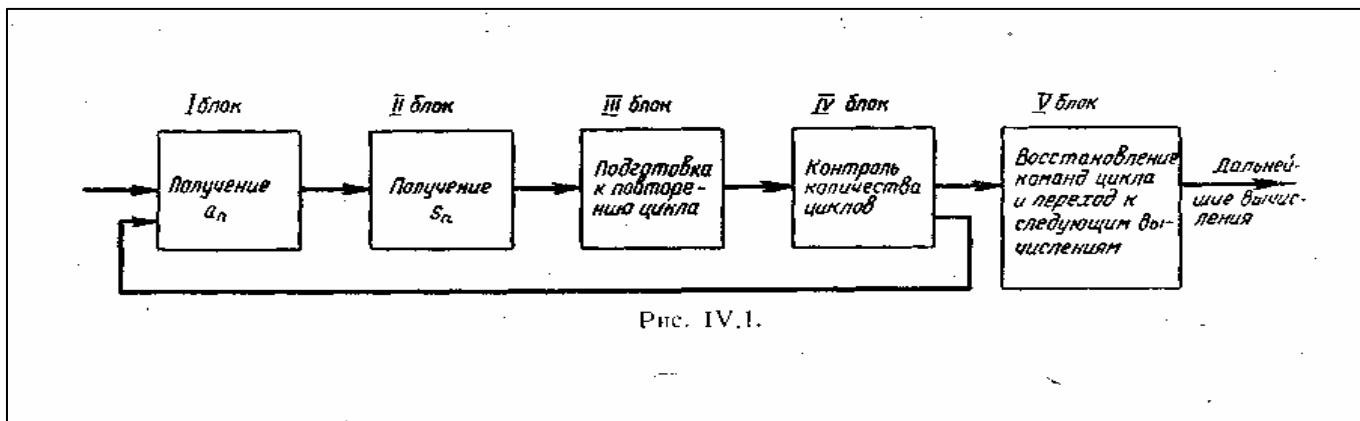 I блок
II блок
III блок
IV блок
V блок
Получение
aₙ
Получение
Sₙ
Подготовка
к повторе-
нию цикла
Контроль
количества
циклов
Восстановление
команд цикла
и переход к
следующим вы-
числениям
Дальней-
шие вычис-
ления
Рис. IV.1.